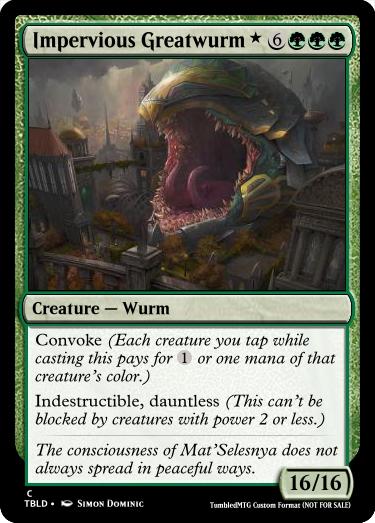 Impervious Greatwurm ★ 6
Creature — Wurm
Convoke (Each creature you tap while
casting this pays for 1 or one mana of that
creature's color.)
Indestructible, dauntless (This can't be
blocked by creatures with power 2 or less.)
The consciousness of Mat'Selesnya does not
always spread in peaceful ways.
16/16
C
TBLD • Simon Dominic
TumbledMTG Custom Format (NOT FOR SALE)